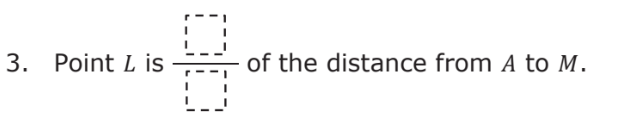 3. Point L is of the distance from A to M.